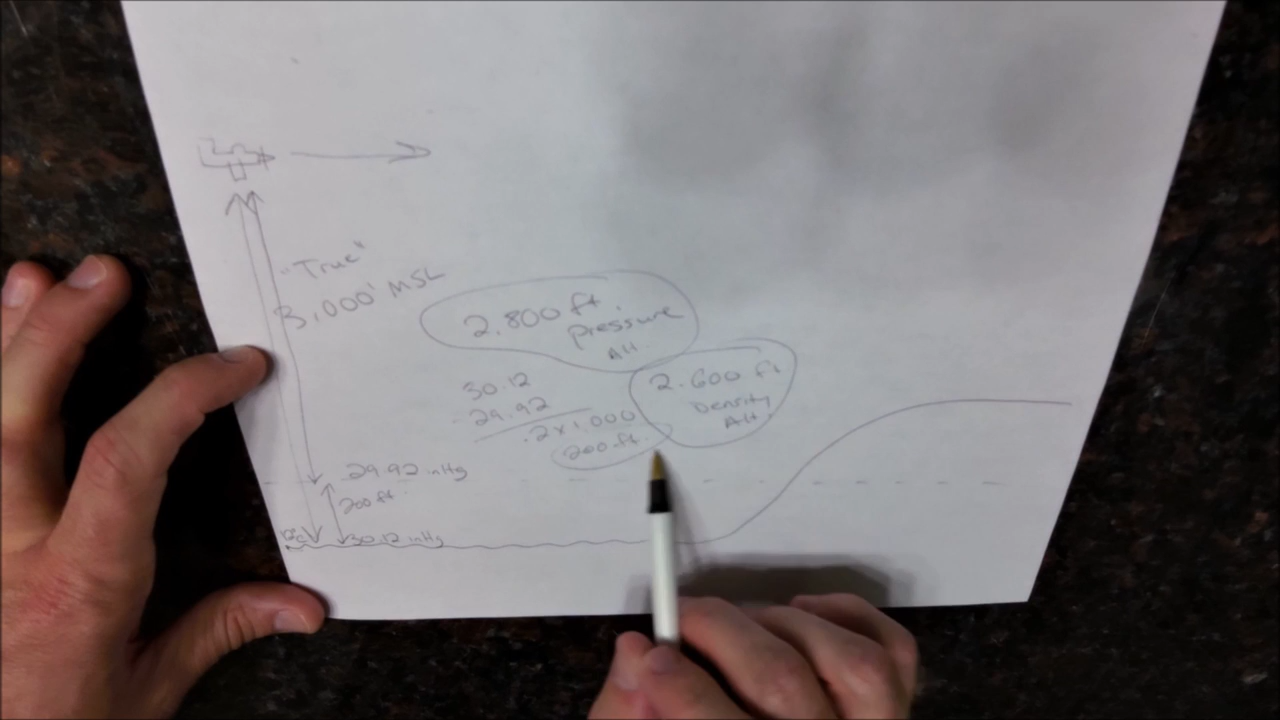 "True"
3,000' MSL
2.800 ft.
Pressure
Alt.
30.12
- 29.92
.2 x 1.000
200 ft.
2.600 ft
Density
Alt.
29.92 inHg
200 ft.
30.12 inHg